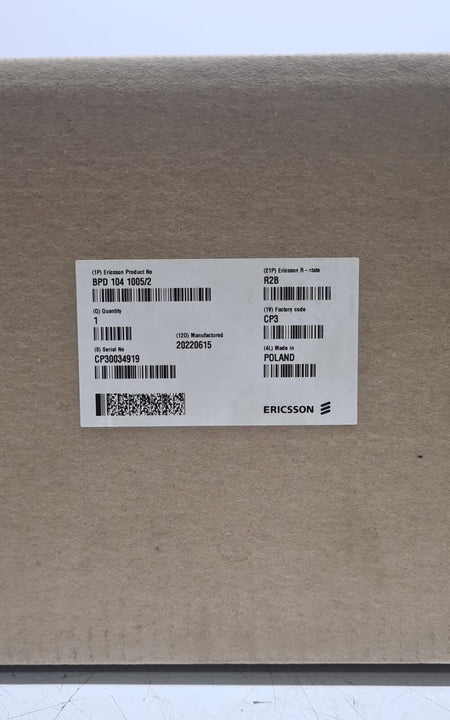 (1P) Ericsson Product No
BPD 104 1005/2
(21P) Ericsson R - state
R2B
(Q) Quantity
1
(1V) Factory code
CP3
(12D) Manufactured
20220615
(S) Serial No
CP30034919
(4L) Made in
POLAND
ERICSSON